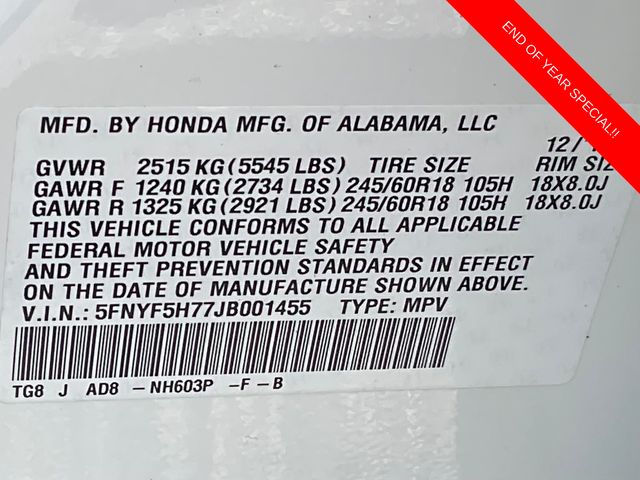 END OF YEAR SPECIAL!!
MFD. BY HONDA MFG. OF ALABAMA, LLC
12/
GVWR 2515 KG (5545 LBS) TIRE SIZE RIM SIZ
GAWR F 1240 KG (2734 LBS) 245/60R18 105H 18X8.0J
GAWR R 1325 KG (2921 LBS) 245/60R18 105H 18X8.0J
THIS VEHICLE CONFORMS TO ALL APPLICABLE
FEDERAL MOTOR VEHICLE SAFETY
AND THEFT PREVENTION STANDARDS IN EFFECT
ON THE DATE OF MANUFACTURE SHOWN ABOVE.
V.I.N.: 5FNYF5H77JB001455 TYPE: MPV
TG8 J AD8 - NH603P - F - B